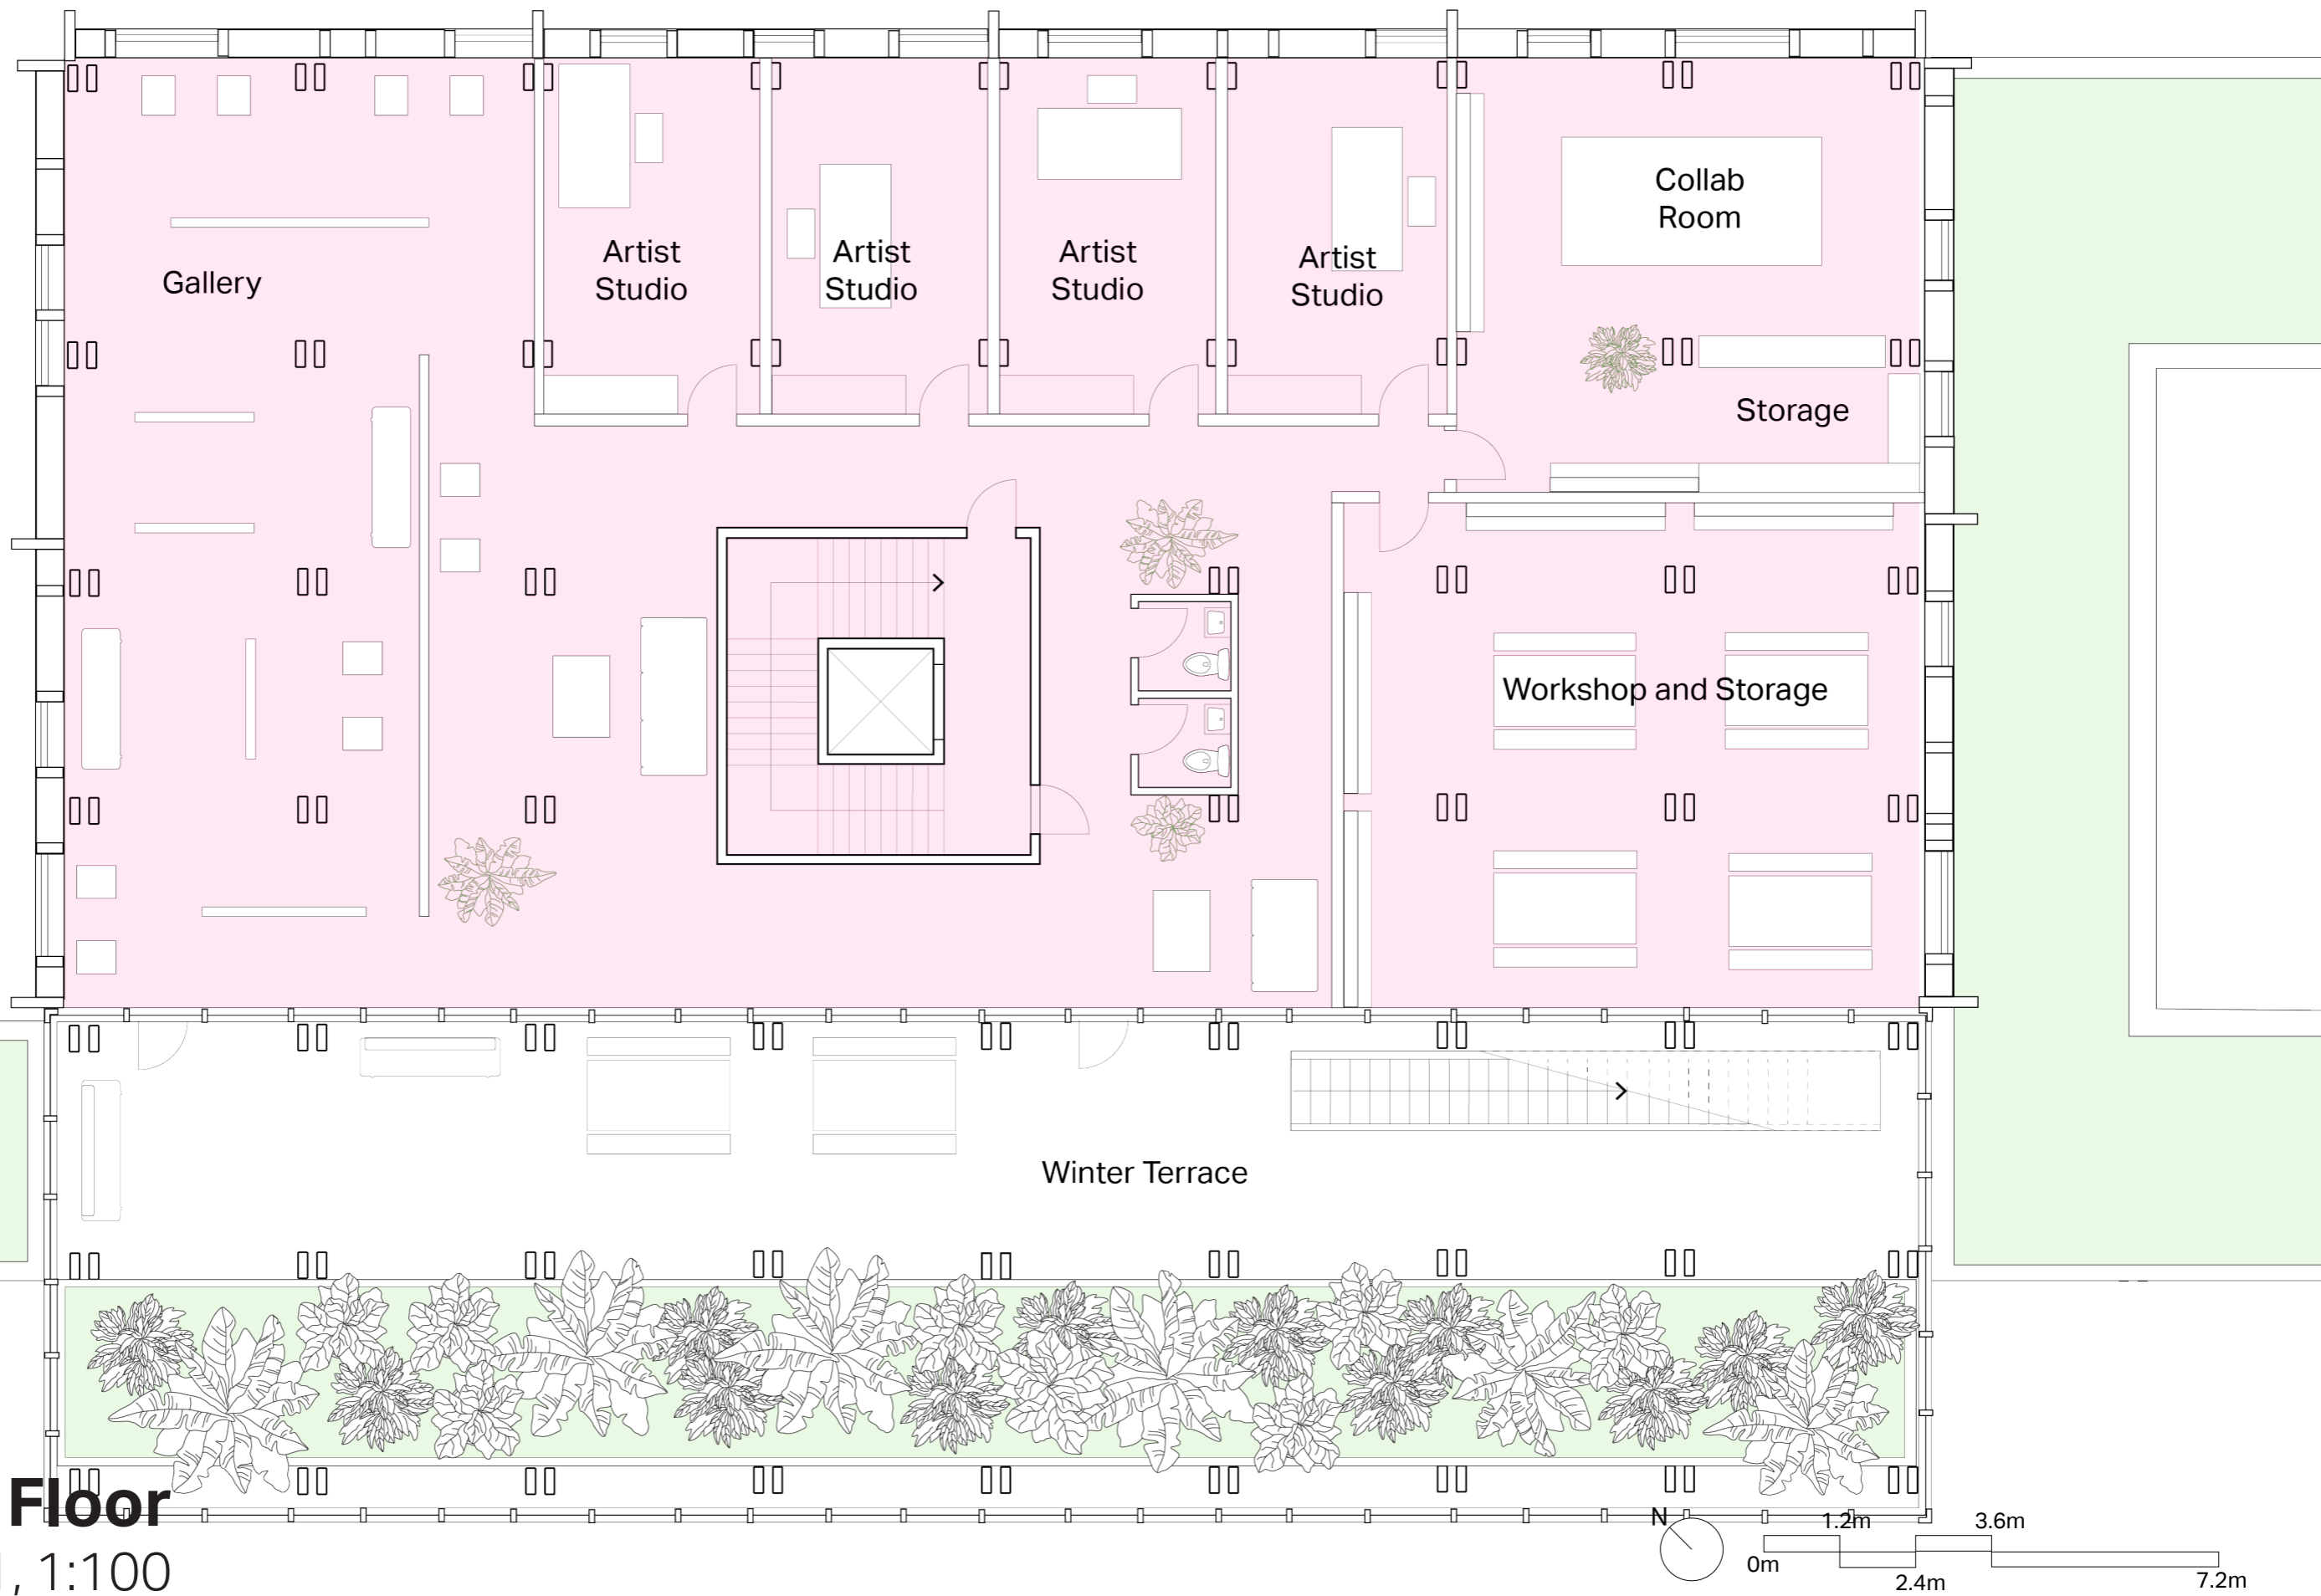 Collab
Room
Gallery
Artist
Studio
Artist
Studio
Artist
Studio
Artist
Studio
Storage
Workshop and Storage
Winter Terrace
Floor
, 1:100
N
0m
1.2m
2.4m
3.6m
7.2m